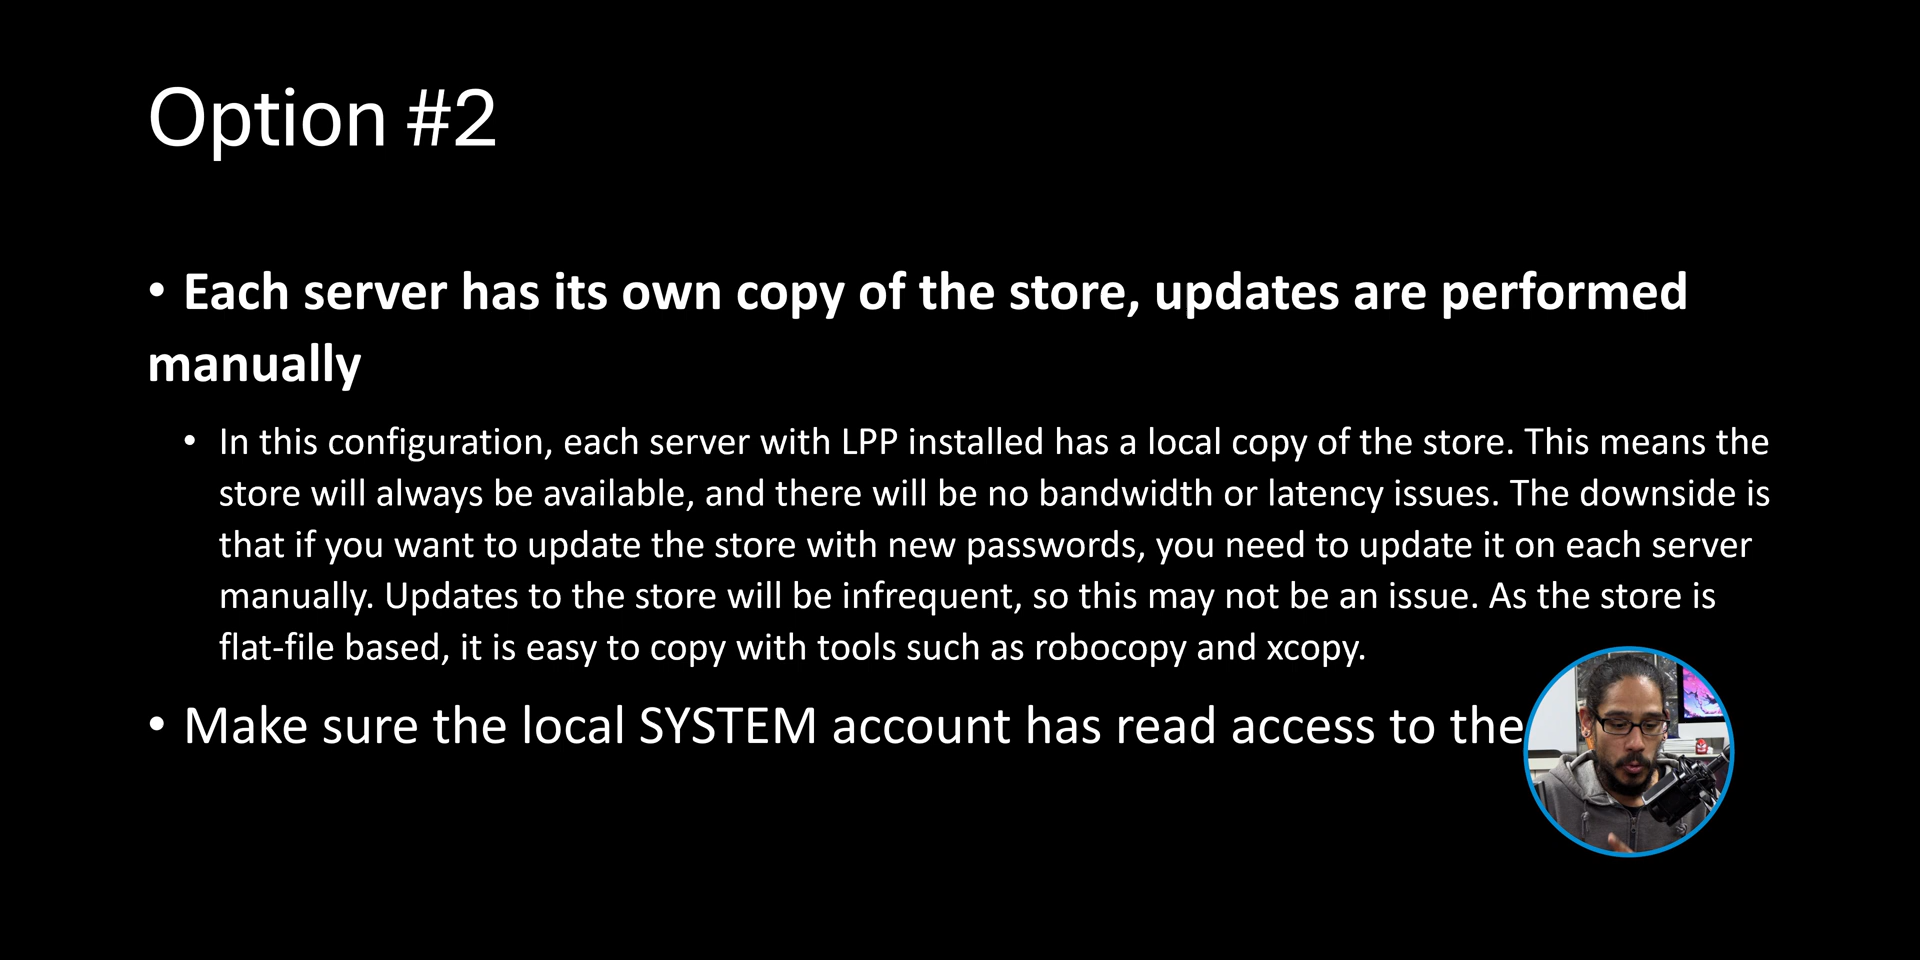 Option #2
• Each server has its own copy of the store, updates are performed
manually
• In this configuration, each server with LPP installed has a local copy of the store. This means the
store will always be available, and there will be no bandwidth or latency issues. The downside is
that if you want to update the store with new passwords, you need to update it on each server
manually. Updates to the store will be infrequent, so this may not be an issue. As the store is
flat-file based, it is easy to copy with tools such as robocopy and xcopy.
• Make sure the local SYSTEM account has read access to the